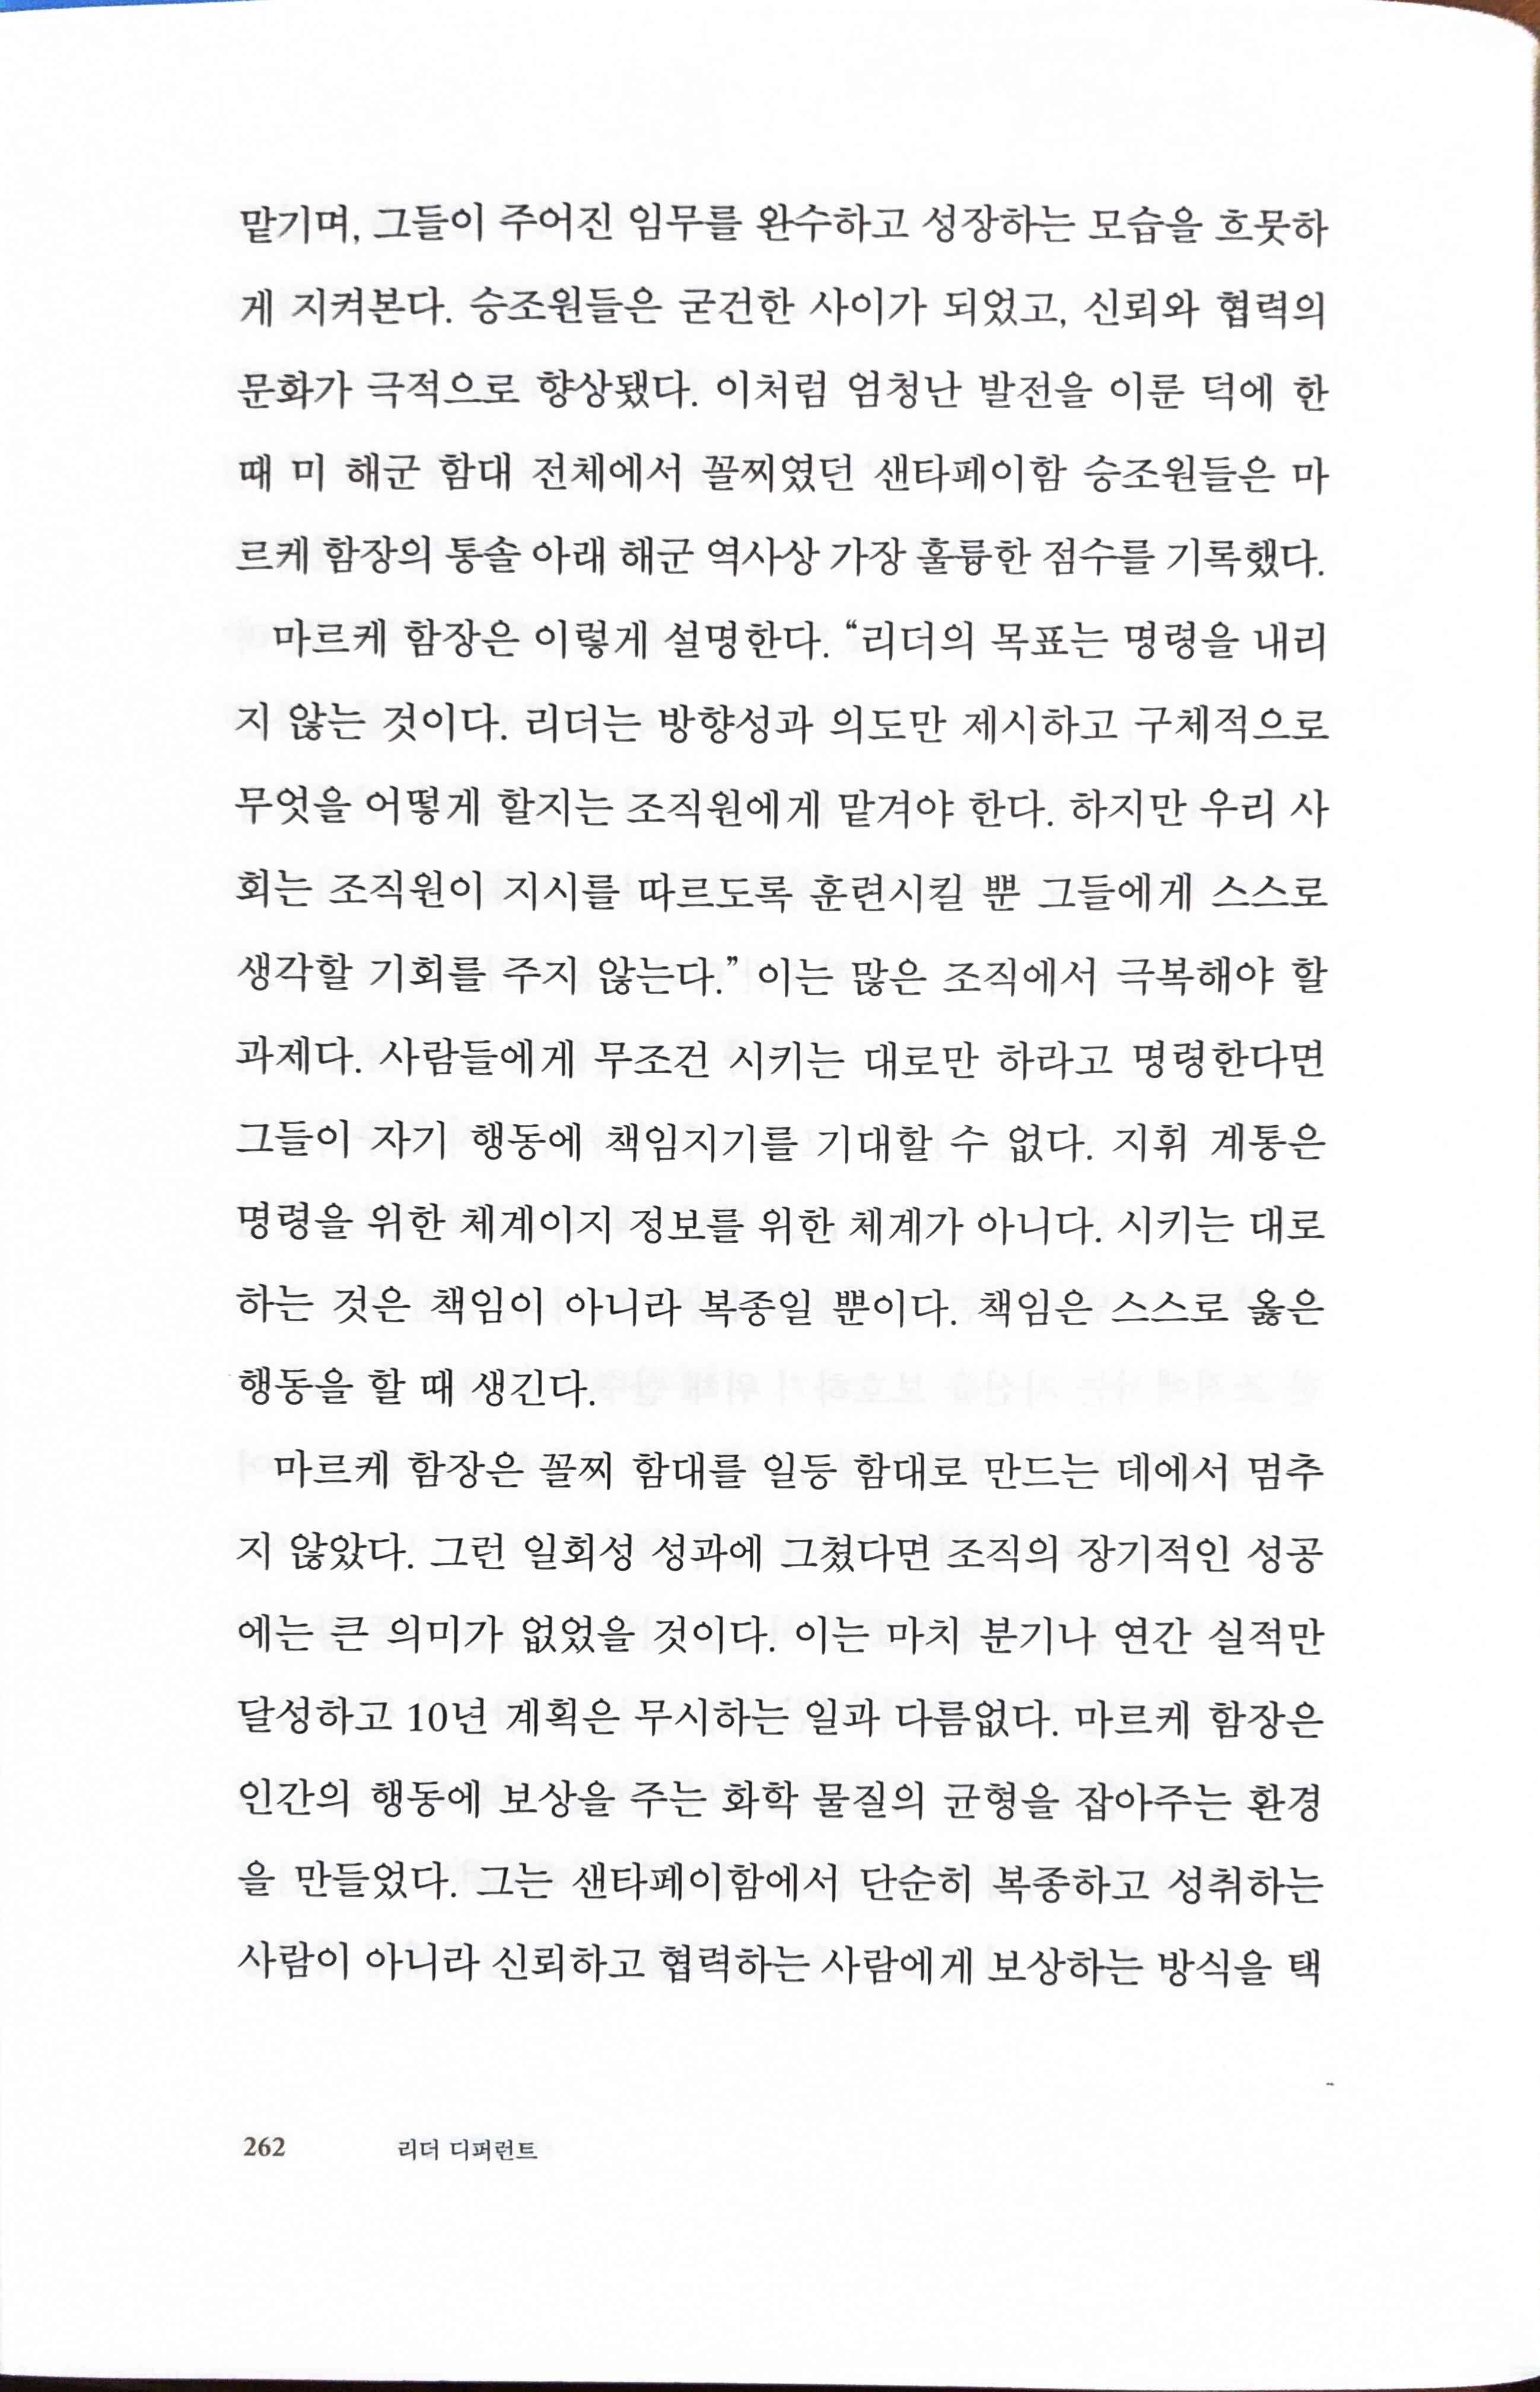 맡기며, 그들이 주어진 임무를 완수하고 성장하는 모습을 흐뭇하
게 지켜본다. 승조원들은 굳건한 사이가 되었고, 신뢰와 협력의
문화가 극적으로 향상됐다. 이처럼 엄청난 발전을 이룬 덕에 한
때 미 해군 함대 전체에서 꼴찌였던 샌타페이함 승조원들은 마
르케 함장의 통솔 아래 해군 역사상 가장 훌륭한 점수를 기록했다.
마르케 함장은 이렇게 설명한다. “리더의 목표는 명령을 내리
지 않는 것이다. 리더는 방향성과 의도만 제시하고 구체적으로
무엇을 어떻게 할지는 조직원에게 맡겨야 한다. 하지만 우리 사
회는 조직원이 지시를 따르도록 훈련시킬 뿐 그들에게 스스로
생각할 기회를 주지 않는다.” 이는 많은 조직에서 극복해야 할
과제다. 사람들에게 무조건 시키는 대로만 하라고 명령한다면
그들이 자기 행동에 책임지기를 기대할 수 없다. 지휘 계통은
명령을 위한 체계이지 정보를 위한 체계가 아니다. 시키는 대로
하는 것은 책임이 아니라 복종일 뿐이다. 책임은 스스로 옳은
행동을 할 때 생긴다.
마르케 함장은 꼴찌 함대를 일등 함대로 만드는 데에서 멈추
지 않았다. 그런 일회성 성과에 그쳤다면 조직의 장기적인 성공
에는 큰 의미가 없었을 것이다. 이는 마치 분기나 연간 실적만
달성하고 10년 계획은 무시하는 일과 다름없다. 마르케 함장은
인간의 행동에 보상을 주는 화학 물질의 균형을 잡아주는 환경
을 만들었다. 그는 샌타페이함에서 단순히 복종하고 성취하는
사람이 아니라 신뢰하고 협력하는 사람에게 보상하는 방식을 택
262 리더 디퍼런트